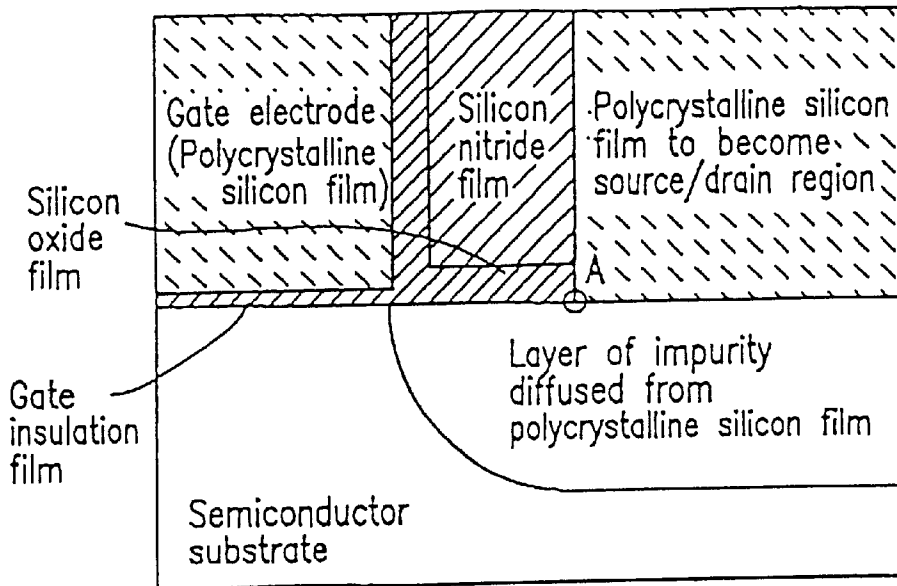 Gate electrode
(Polycrystalline
silicon film)
Silicon
nitride
film
Polycrystalline silicon
film to become
source/drain region
Silicon
oxide
film
A
Layer of impurity
diffused from
polycrystalline silicon film
Gate
insulation
film
Semiconductor
substrate